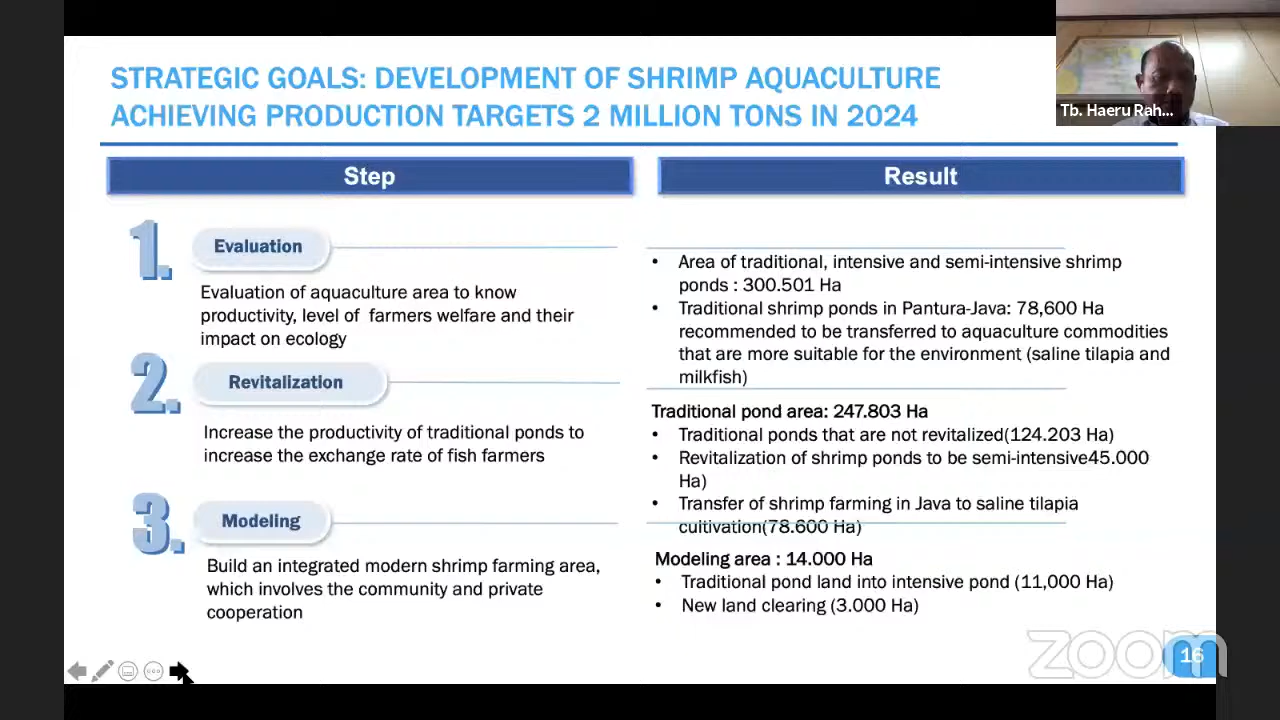 STRATEGIC GOALS: DEVELOPMENT OF SHRIMP AQUACULTURE
ACHIEVING PRODUCTION TARGETS 2 MILLION TONS IN 2024
Tb. Haeru Rah...
Step
Result
1.
Evaluation
Evaluation of aquaculture area to know
productivity, level of farmers welfare and their
impact on ecology
• Area of traditional, intensive and semi-intensive shrimp
ponds : 300.501 Ha
• Traditional shrimp ponds in Pantura-Java: 78,600 Ha
recommended to be transferred to aquaculture commodities
that are more suitable for the environment (saline tilapia and
milkfish)
2.
Revitalization
Increase the productivity of traditional ponds to
increase the exchange rate of fish farmers
Traditional pond area: 247.803 Ha
• Traditional ponds that are not revitalized(124.203 Ha)
• Revitalization of shrimp ponds to be semi-intensive45.000
Ha)
• Transfer of shrimp farming in Java to saline tilapia
cultivation(78.600 Ha)
3.
Modeling
Build an integrated modern shrimp farming area,
which involves the community and private
cooperation
Modeling area : 14.000 Ha
• Traditional pond land into intensive pond (11,000 Ha)
• New land clearing (3.000 Ha)
zoom
16